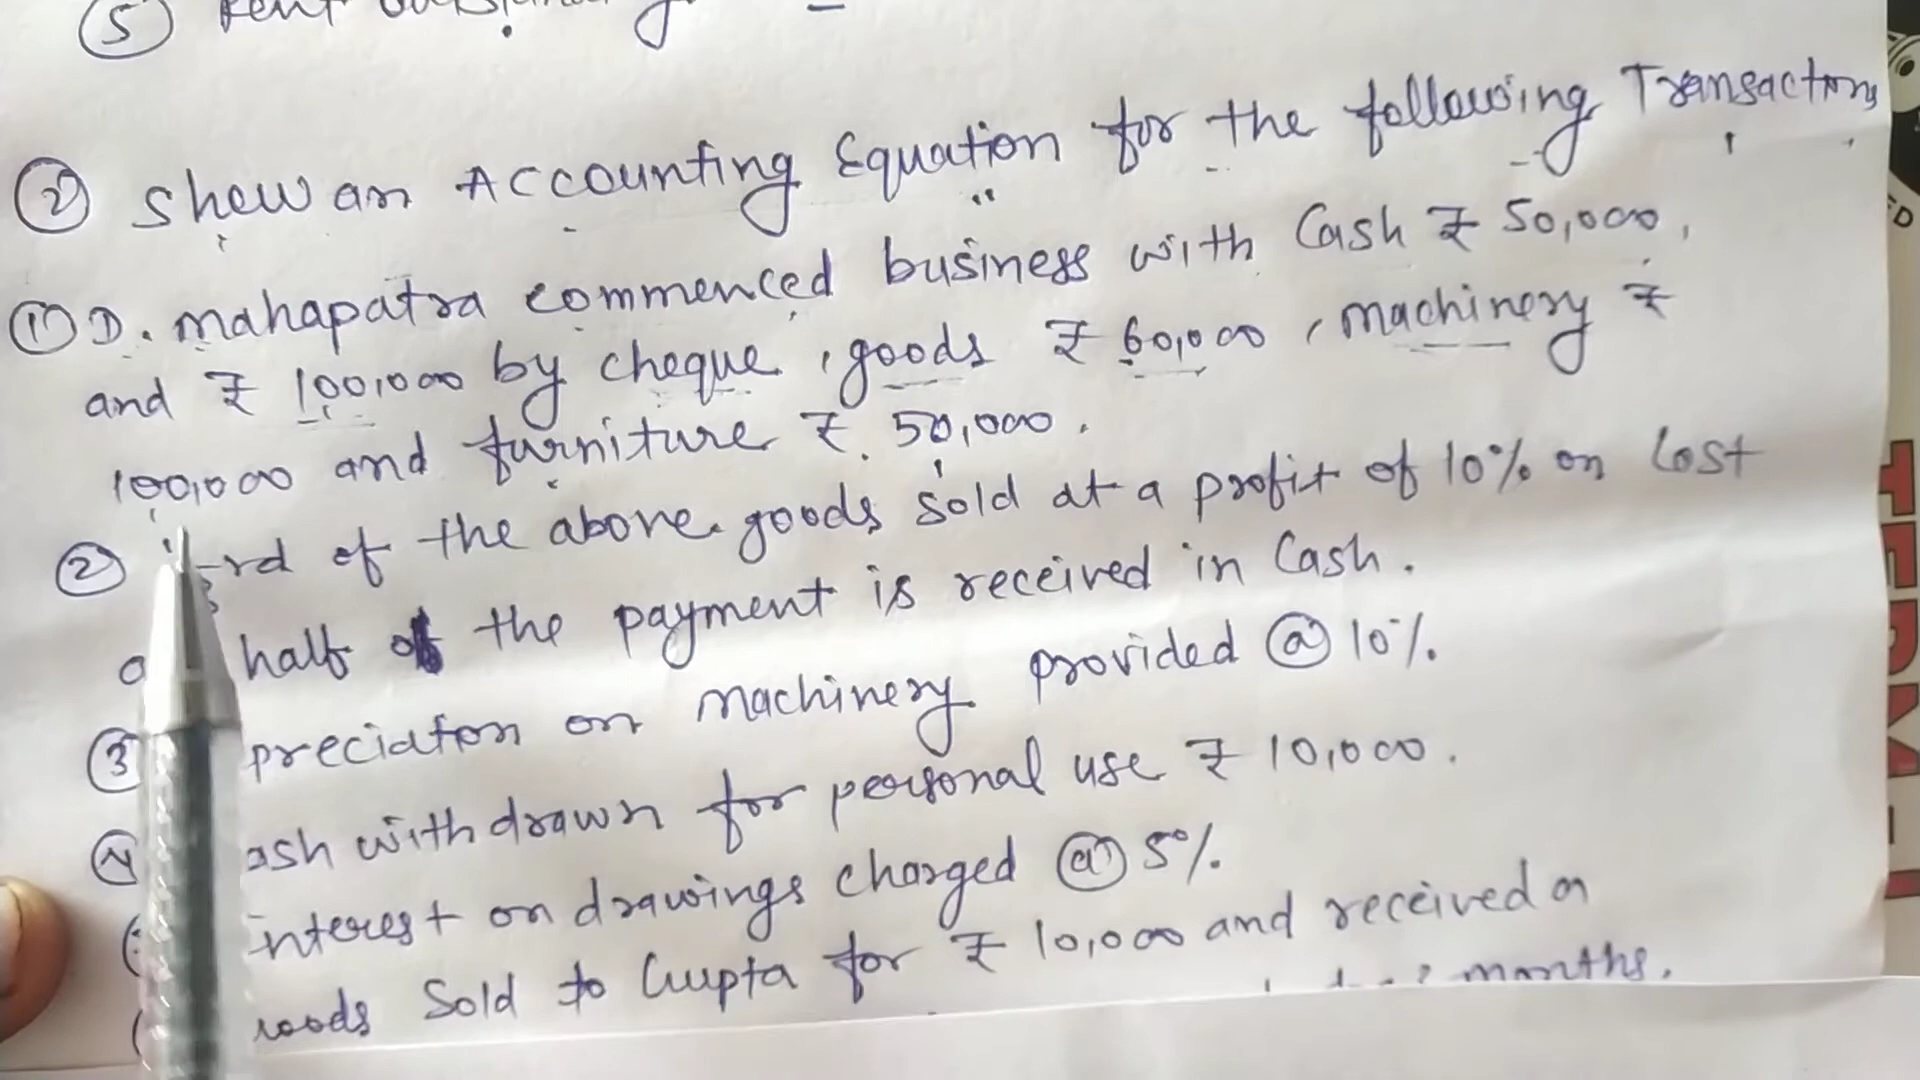 5 Rent
2 Show an Accounting Equation for the following Transactions
1 D. mahapatra commenced business with Cash ₹ 50,000,
and ₹ 100,000 by cheque, goods ₹ 60,000, machinery ₹
100,000 and furniture ₹. 50,000.
2 rd of the above goods sold at a profit of 10% on Cost
half of the payment is received in Cash.
3 preciation on machinery provided @ 10%.
4 ash withdrawn for personal use ₹ 10,000.
nterest on drawings charged @ 5%.
oods Sold to Gupta for ₹ 10,000 and received a
months.
ED
TERM-1